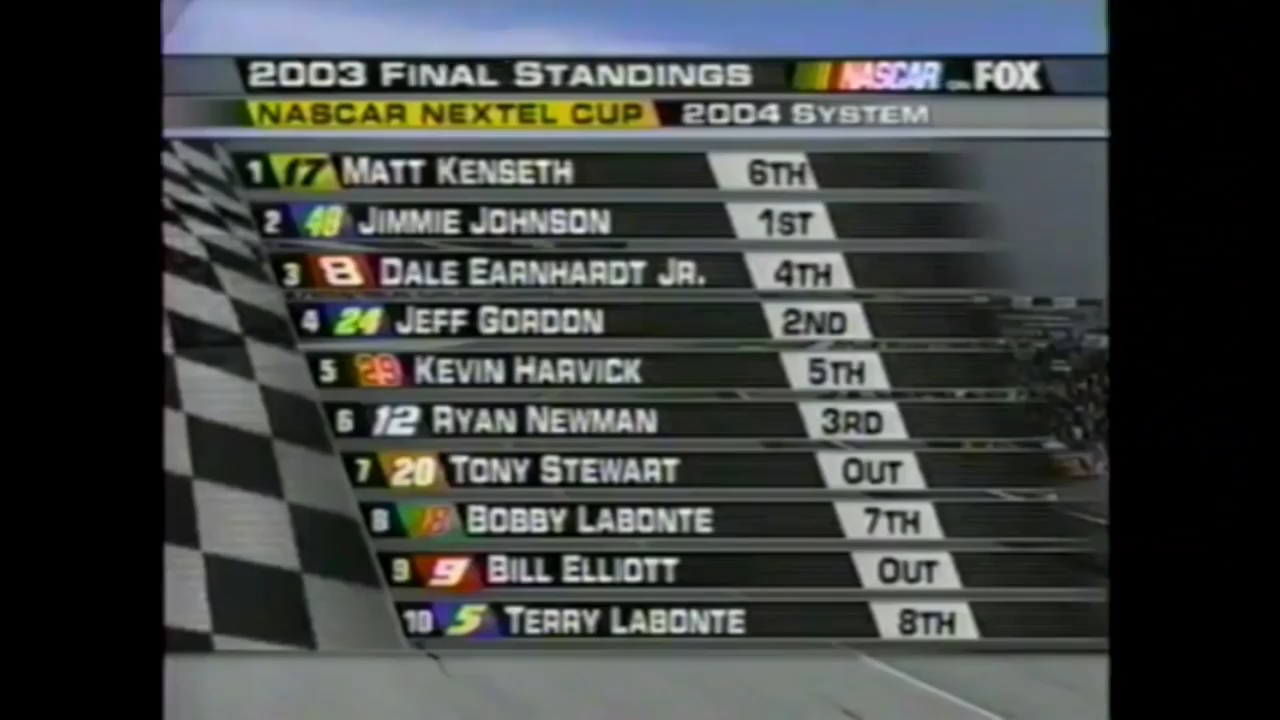 2003 FINAL STANDINGS NASCAR ON FOX
NASCAR NEXTEL CUP 2004 SYSTEM
1 17 MATT KENSETH 6TH
2 48 JIMMIE JOHNSON 1ST
3 8 DALE EARNHARDT JR. 4TH
4 24 JEFF GORDON 2ND
5 29 KEVIN HARVICK 5TH
6 12 RYAN NEWMAN 3RD
7 20 TONY STEWART OUT
8 18 BOBBY LABONTE 7TH
9 9 BILL ELLIOTT OUT
10 5 TERRY LABONTE 8TH